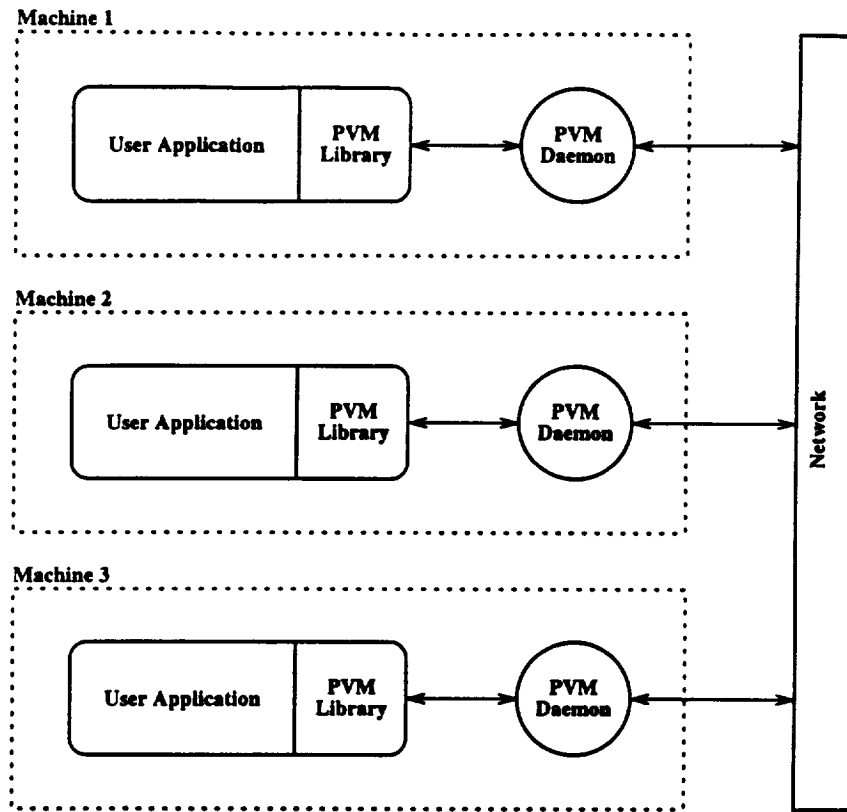 Machine 1
User Application
PVM
Library
PVM
Daemon
Machine 2
User Application
PVM
Library
PVM
Daemon
Network
Machine 3
User Application
PVM
Library
PVM
Daemon